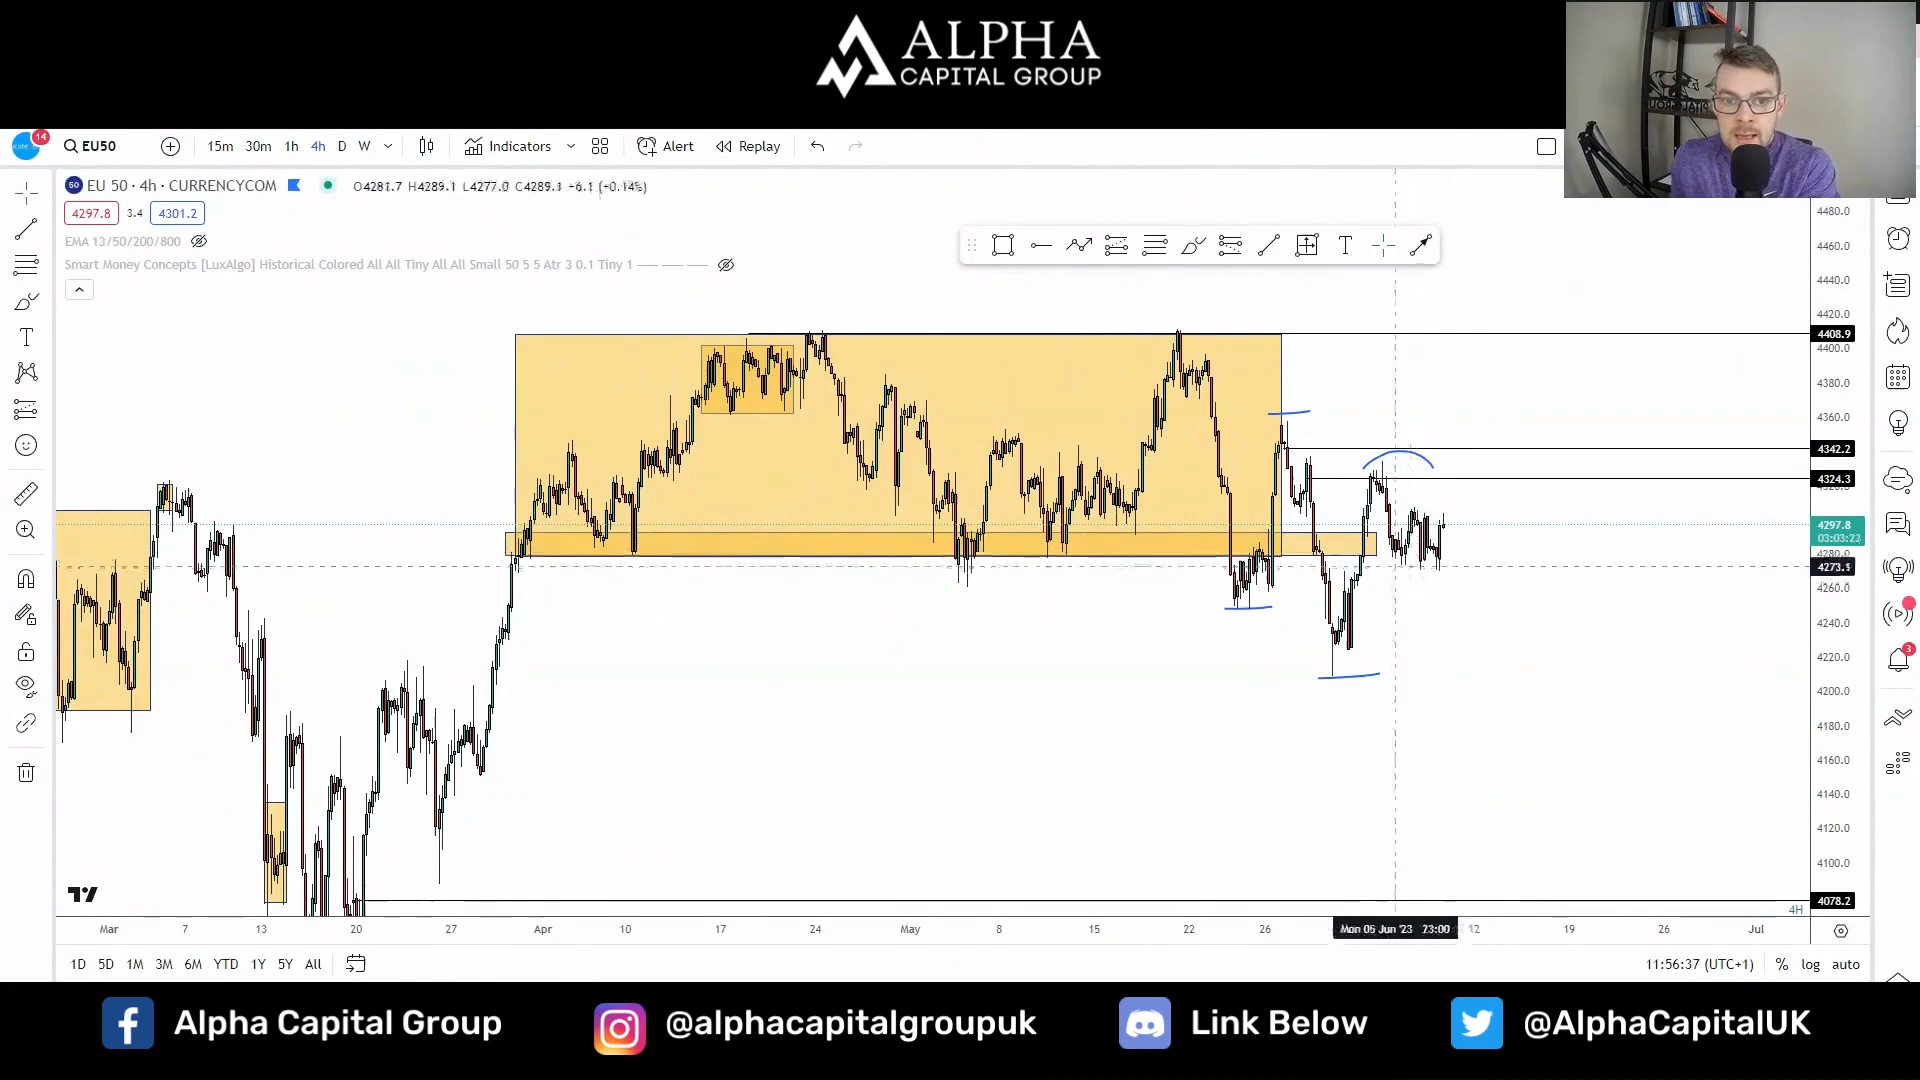 ALPHA
CAPITAL GROUP
14
EU50
15m 30m 1h 4h D W
Indicators
Alert
Replay
50 EU 50 · 4h · CURRENCYCOM
O4281.7 H4289.1 L4277.0 C4289.3 +6.1 (+0.14%)
4297.8 3.4 4301.2
EMA 13/50/200/800
Smart Money Concepts [LuxAlgo] Historical Colored All All Tiny All All Small 50 5 5 Atr 3 0.1 Tiny 1
T
4480.0
4460.0
4440.0
4420.0
4408.9
4400.0
4380.0
4360.0
4342.2
4324.3
4297.8
03:03:23
4280.0
4273.1
4260.0
4240.0
4220.0
4200.0
4180.0
4160.0
4140.0
4120.0
4100.0
4078.2
4H
3
Mar 7 13 20 27 Apr 10 17 24 May 8 15 22 26 Mon 05 Jun '23 23:00 12 19 26 Jul
1D 5D 1M 3M 6M YTD 1Y 5Y All
11:56:37 (UTC+1) % log auto
Alpha Capital Group
@alphacapitalgroupuk
Link Below
@AlphaCapitalUK